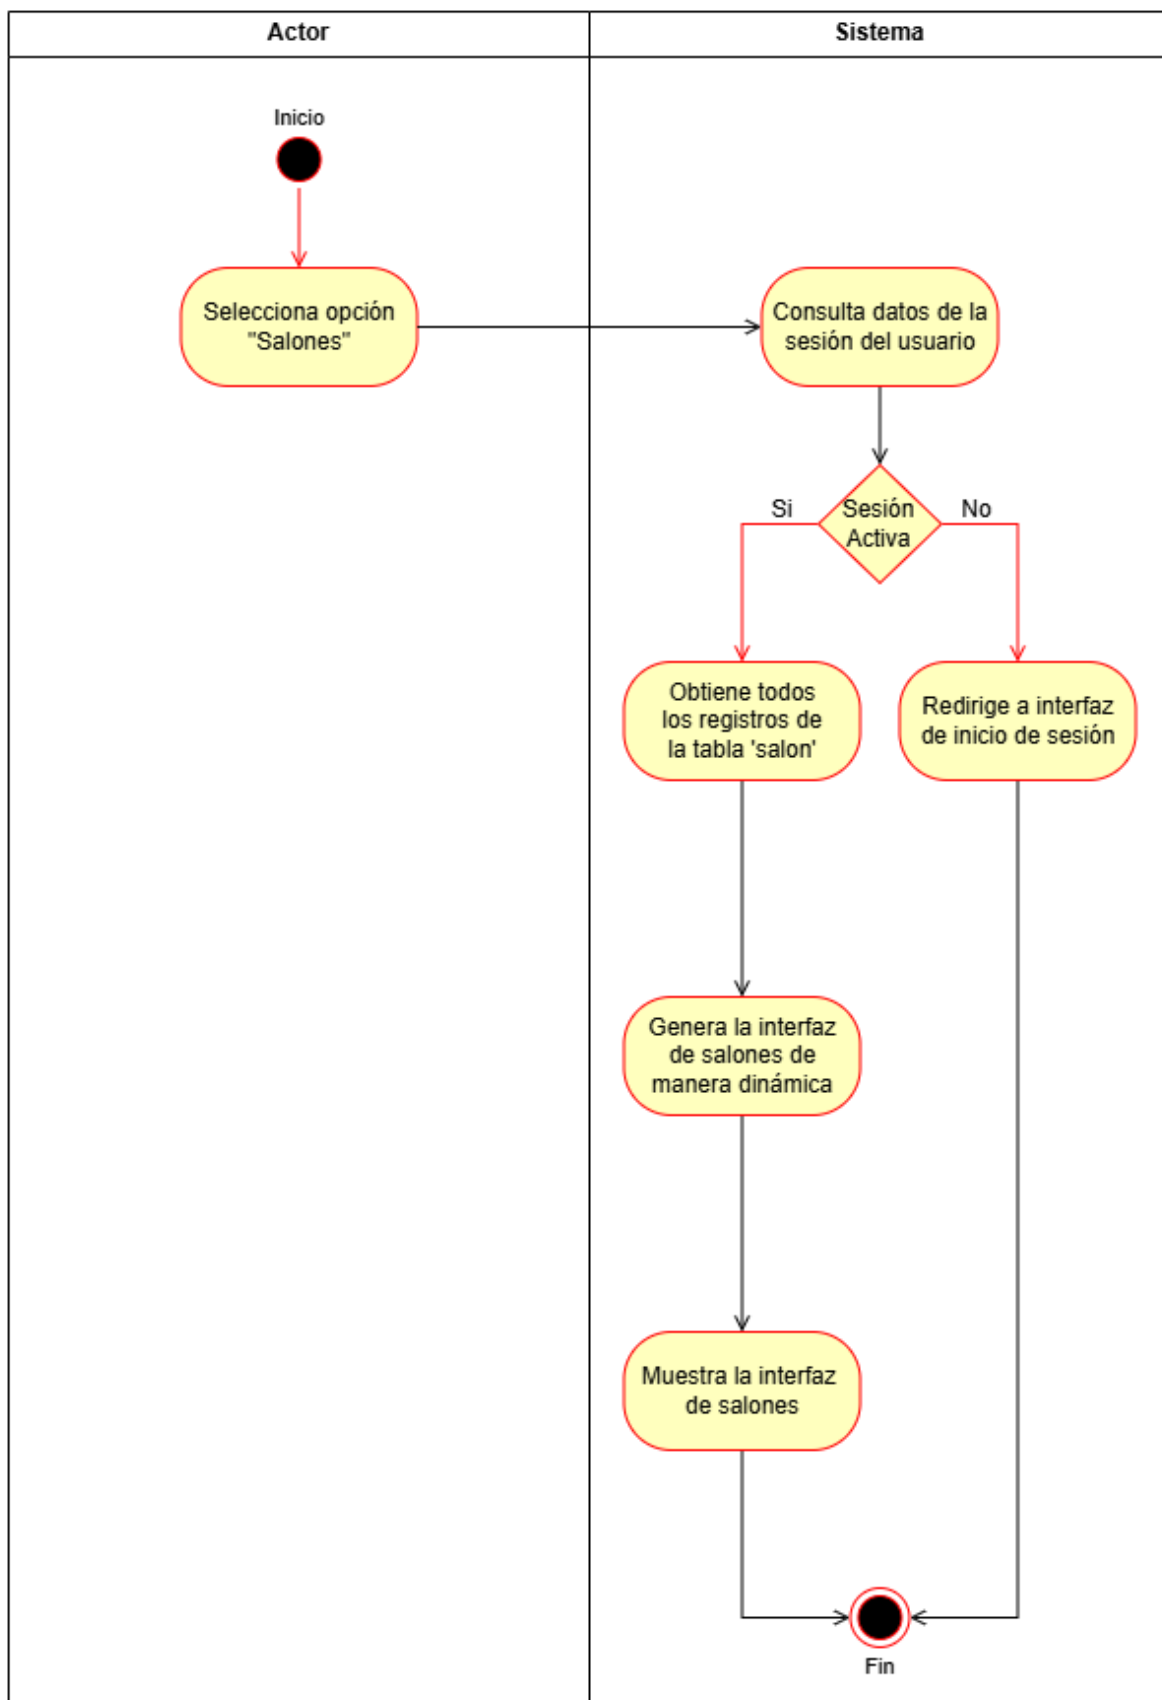 Actor
Sistema
Inicio
Selecciona opción
"Salones"
Consulta datos de la
sesión del usuario
Sesión
Activa
Si
No
Obtiene todos
los registros de
la tabla 'salon'
Redirige a interfaz
de inicio de sesión
Genera la interfaz
de salones de
manera dinámica
Muestra la interfaz
de salones
Fin